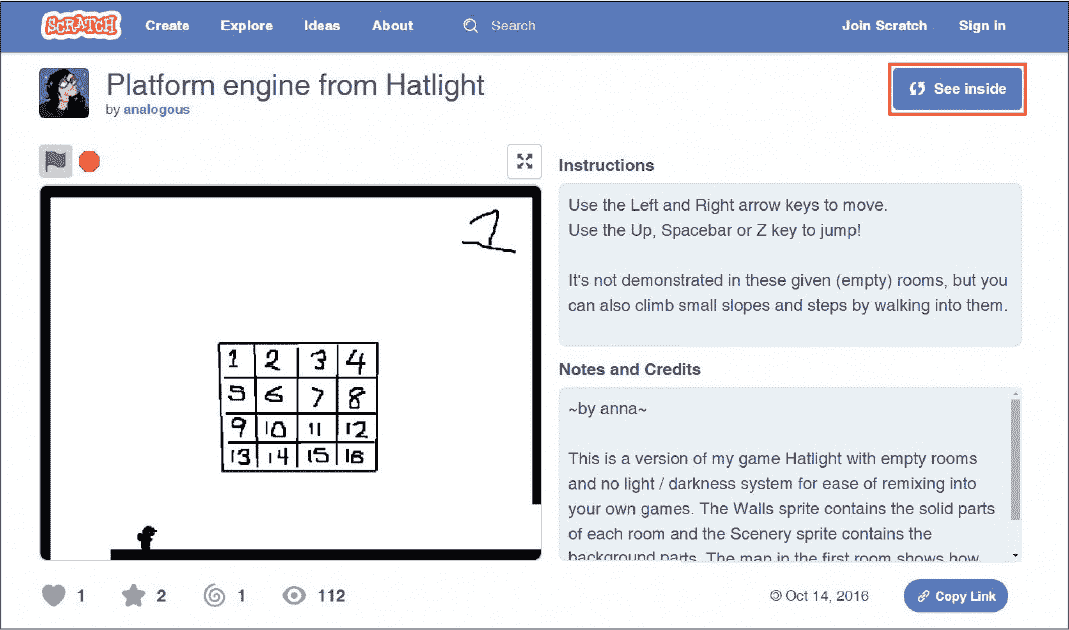 SCRATCH Create Explore Ideas About Search Join Scratch Sign in
Platform engine from Hatlight
by analogous
See inside
Instructions
Use the Left and Right arrow keys to move.
Use the Up, Spacebar or Z key to jump!
It's not demonstrated in these given (empty) rooms, but you
can also climb small slopes and steps by walking into them.
1
1 2 3 4
5 6 7 8
9 10 11 12
13 14 15 16
Notes and Credits
~by anna~
This is a version of my game Hatlight with empty rooms
and no light / darkness system for ease of remixing into
your own games. The Walls sprite contains the solid parts
of each room and the Scenery sprite contains the
background parts. The map in the first room shows how
1 2 1 112
© Oct 14, 2016
Copy Link